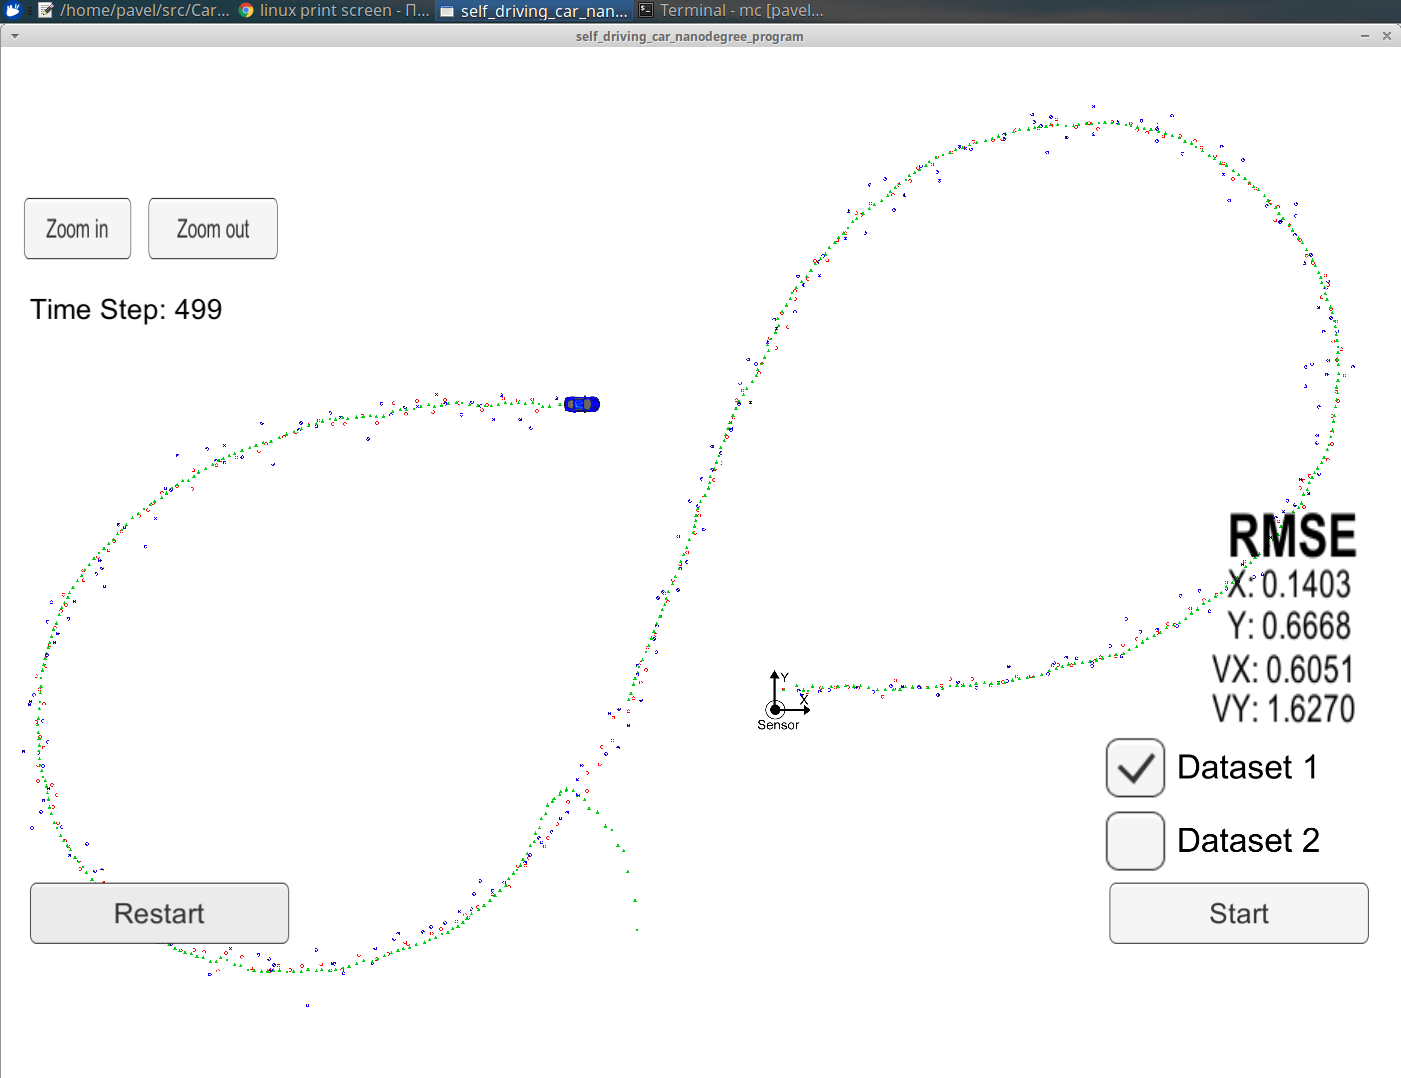 /home/pavel/src/Car...
linux print screen - П...
self_driving_car_nan...
Terminal - mc [pavel...
self_driving_car_nanodegree_program
Zoom in
Zoom out
Time Step: 499
RMSE
X: 0.1403
Y: 0.6668
VX: 0.6051
VY: 1.6270
Y
X
Sensor
Dataset 1
Dataset 2
Restart
Start